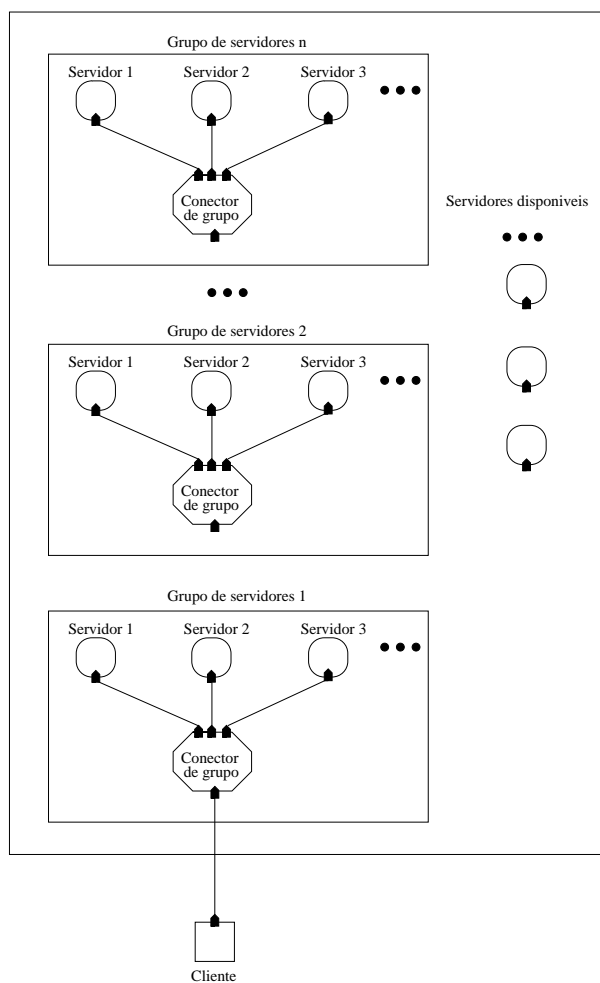 Grupo de servidores n
Servidor 1
Servidor 2
Servidor 3
Conector
de grupo
Servidores disponiveis
Grupo de servidores 2
Servidor 1
Servidor 2
Servidor 3
Conector
de grupo
Grupo de servidores 1
Servidor 1
Servidor 2
Servidor 3
Conector
de grupo
Cliente